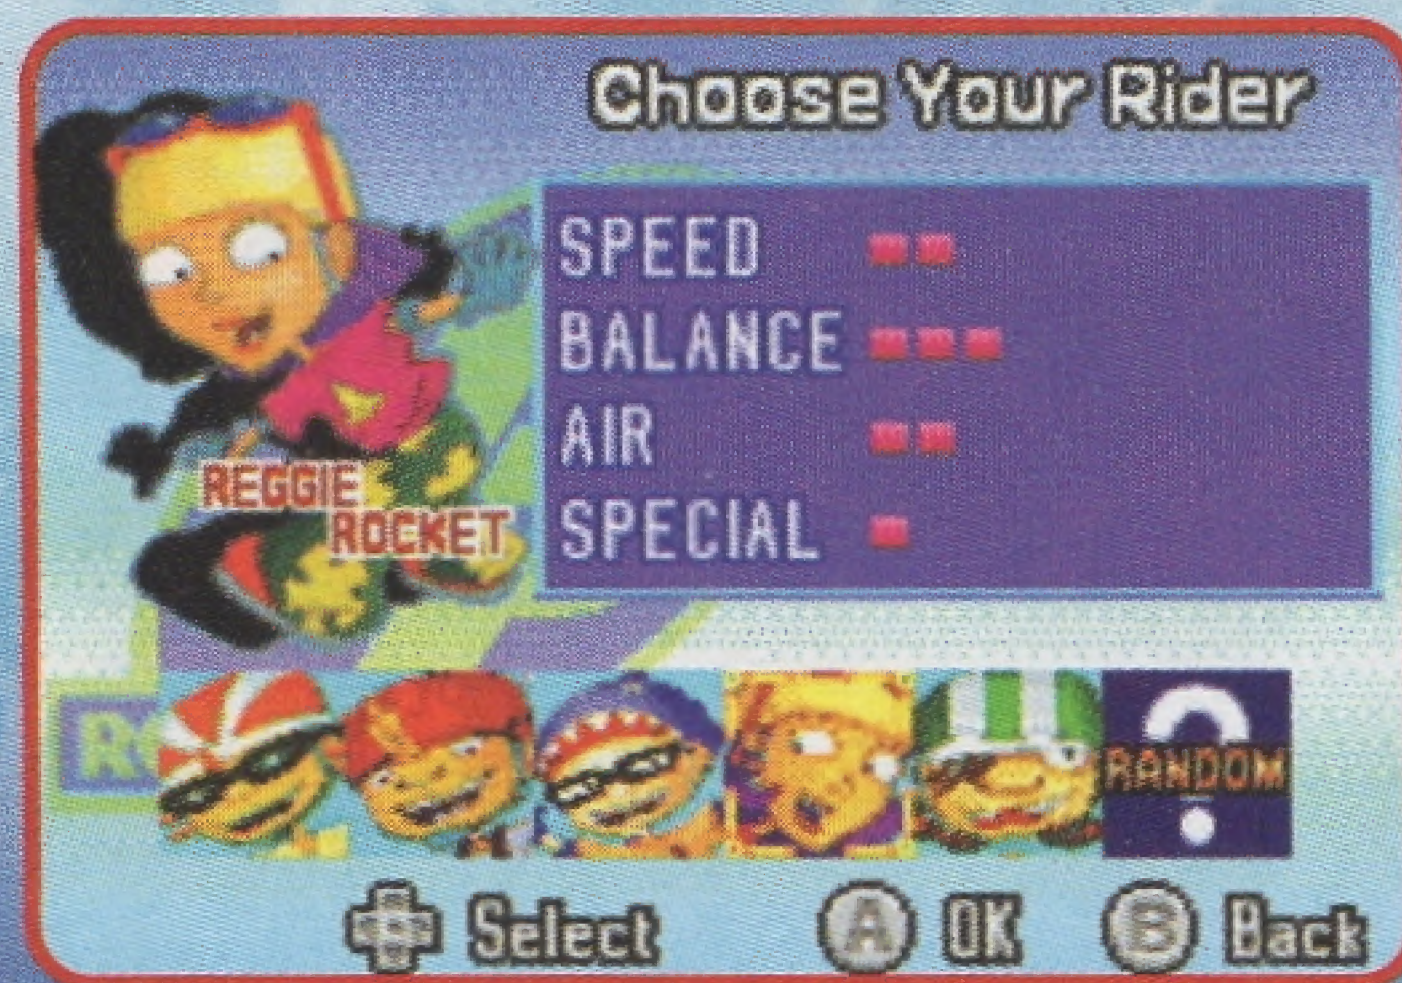 Choose Your Rider
SPEED
BALANCE
AIR
SPECIAL
REGGIE
ROCKET
RANDOM
Select
A OK
B Back